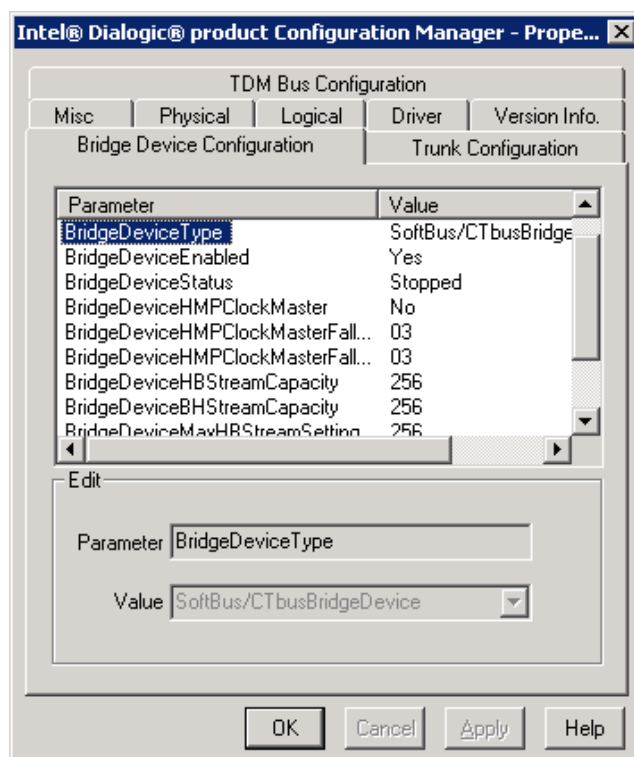 Intel® Dialogic® product Configuration Manager - Prope...
TDM Bus Configuration
Misc Physical Logical Driver Version Info.
Bridge Device Configuration Trunk Configuration
Parameter Value
BridgeDeviceType SoftBus/CTbusBridge
BridgeDeviceEnabled Yes
BridgeDeviceStatus Stopped
BridgeDeviceHMPClockMaster No
BridgeDeviceHMPClockMasterFall... 03
BridgeDeviceHMPClockMasterFall... 03
BridgeDeviceHBStreamCapacity 256
BridgeDeviceBHStreamCapacity 256
BridgeDeviceMaxHBStreamSetting 256
Edit
Parameter BridgeDeviceType
Value SoftBus/CTbusBridgeDevice
OK Cancel Apply Help